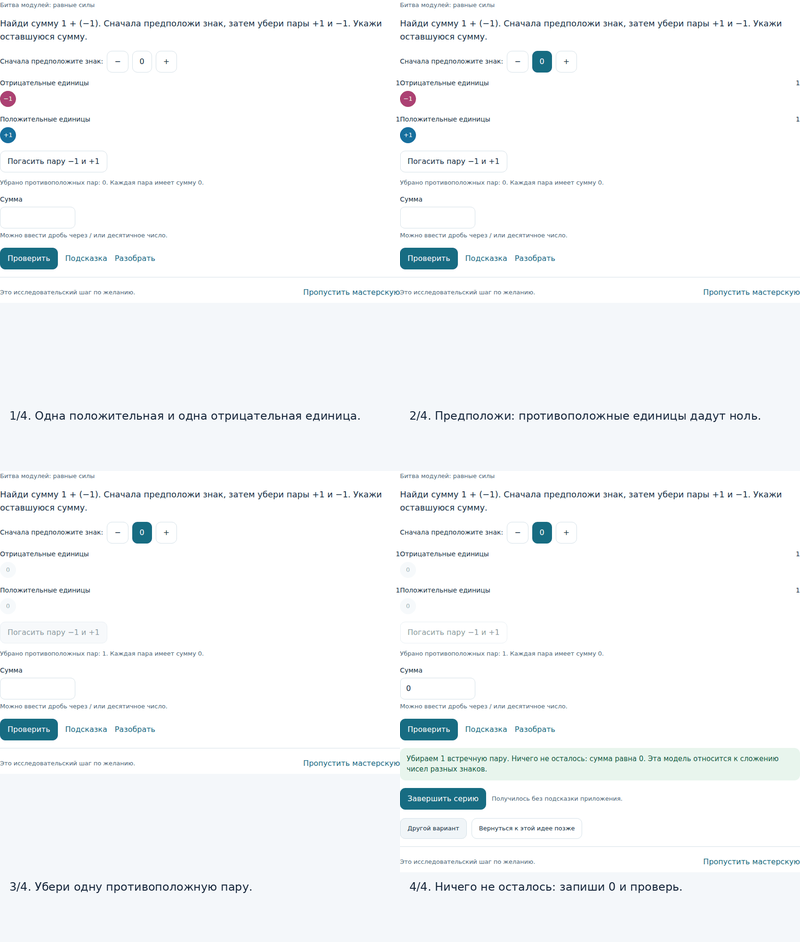 Битва модулей: равные силы
Найди сумму 1 + (−1). Сначала предположи знак, затем убери пары +1 и −1. Укажи
оставшуюся сумму.
Сначала предположите знак: − 0 +
Отрицательные единицы 1
−1
Положительные единицы 1
+1
Погасить пару −1 и +1
Убрано противоположных пар: 0. Каждая пара имеет сумму 0.
Сумма
Можно ввести дробь через / или десятичное число.
Проверить Подсказка Разобрать
Это исследовательский шаг по желанию. Пропустить мастерскую
1/4. Одна положительная и одна отрицательная единица.
Битва модулей: равные силы
Найди сумму 1 + (−1). Сначала предположи знак, затем убери пары +1 и −1. Укажи
оставшуюся сумму.
Сначала предположите знак: − 0 +
Отрицательные единицы 1
−1
Положительные единицы 1
+1
Погасить пару −1 и +1
Убрано противоположных пар: 0. Каждая пара имеет сумму 0.
Сумма
Можно ввести дробь через / или десятичное число.
Проверить Подсказка Разобрать
Это исследовательский шаг по желанию. Пропустить мастерскую
2/4. Предположи: противоположные единицы дадут ноль.
Битва модулей: равные силы
Найди сумму 1 + (−1). Сначала предположи знак, затем убери пары +1 и −1. Укажи
оставшуюся сумму.
Сначала предположите знак: − 0 +
Отрицательные единицы 1
0
Положительные единицы 1
0
Погасить пару −1 и +1
Убрано противоположных пар: 1. Каждая пара имеет сумму 0.
Сумма
Можно ввести дробь через / или десятичное число.
Проверить Подсказка Разобрать
Это исследовательский шаг по желанию. Пропустить мастерскую
3/4. Убери одну противоположную пару.
Битва модулей: равные силы
Найди сумму 1 + (−1). Сначала предположи знак, затем убери пары +1 и −1. Укажи
оставшуюся сумму.
Сначала предположите знак: − 0 +
Отрицательные единицы 1
0
Положительные единицы 1
0
Погасить пару −1 и +1
Убрано противоположных пар: 1. Каждая пара имеет сумму 0.
Сумма
0
Можно ввести дробь через / или десятичное число.
Проверить Подсказка Разобрать
Убираем 1 встречную пару. Ничего не осталось: сумма равна 0. Эта модель относится к сложению
чисел разных знаков.
Завершить серию Получилось без подсказки приложения.
Другой вариант Вернуться к этой идее позже
Это исследовательский шаг по желанию. Пропустить мастерскую
4/4. Ничего не осталось: запиши 0 и проверь.